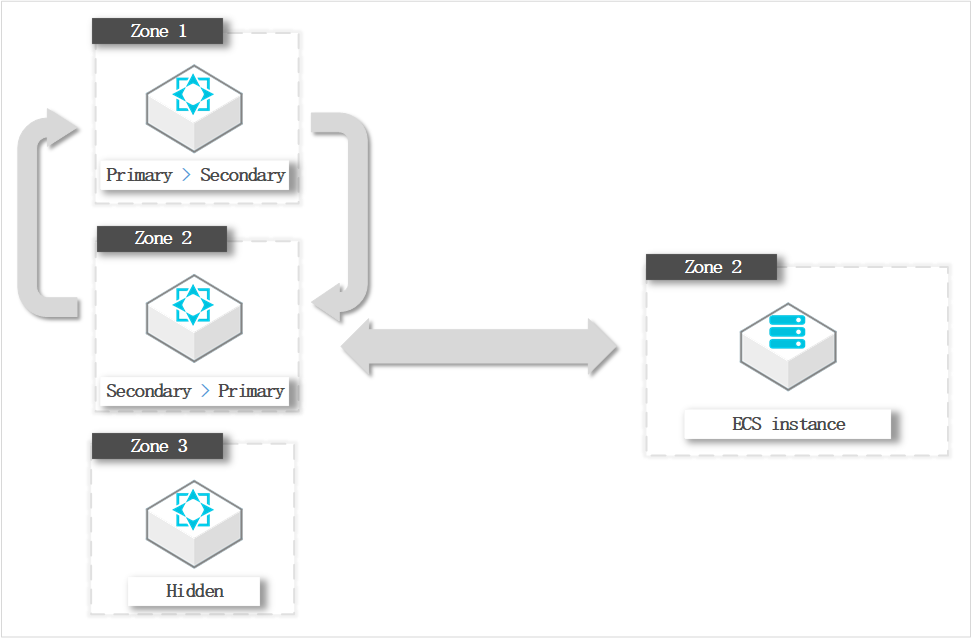 Zone 1
Primary > Secondary
Zone 2
Secondary > Primary
Zone 3
Hidden
Zone 2
ECS instance